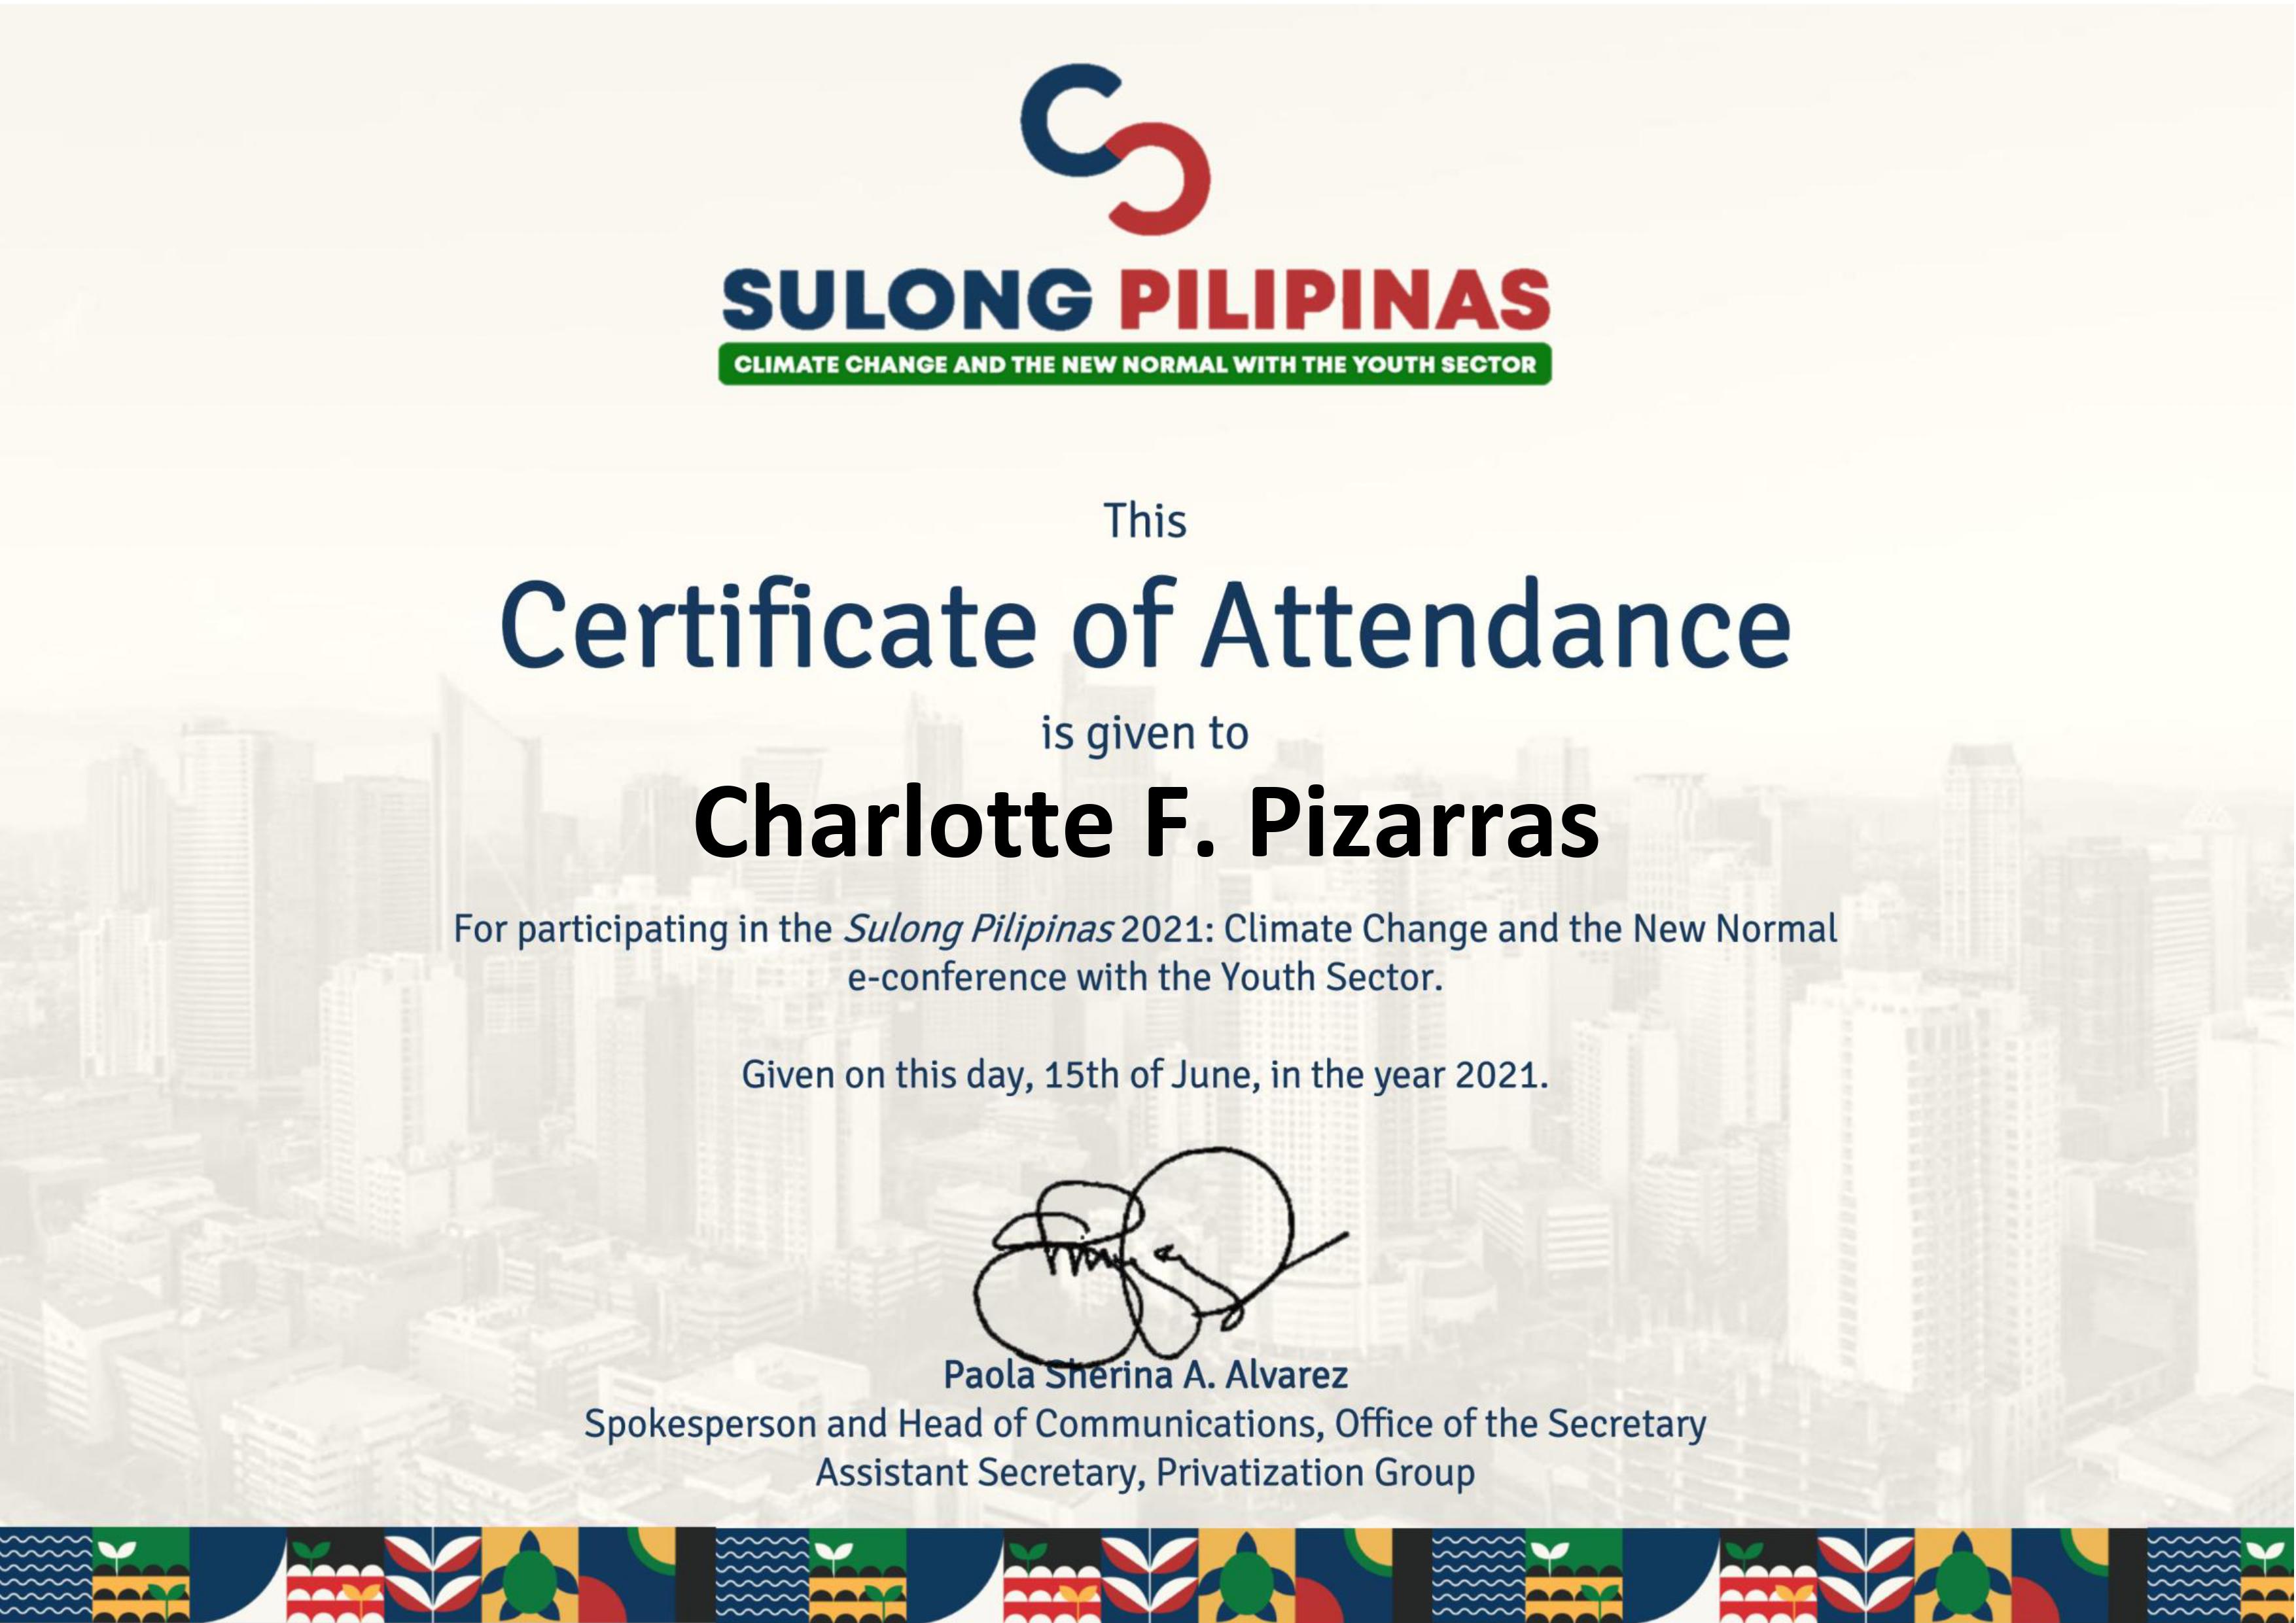 SULONG PILIPINAS
CLIMATE CHANGE AND THE NEW NORMAL WITH THE YOUTH SECTOR
This
Certificate of Attendance
is given to
Charlotte F. Pizarras
For participating in the Sulong Pilipinas 2021: Climate Change and the New Normal
e-conference with the Youth Sector.
Given on this day, 15th of June, in the year 2021.
Paola Sherina A. Alvarez
Spokesperson and Head of Communications, Office of the Secretary
Assistant Secretary, Privatization Group